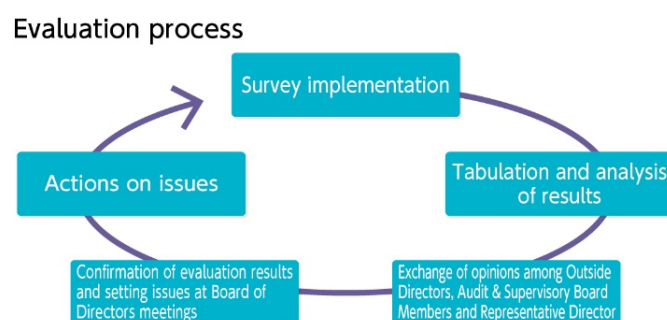 Evaluation process
Survey implementation
Tabulation and analysis
of results
Exchange of opinions among Outside
Directors, Audit & Supervisory Board
Members and Representative Director
Confirmation of evaluation results
and setting issues at Board of
Directors meetings
Actions on issues